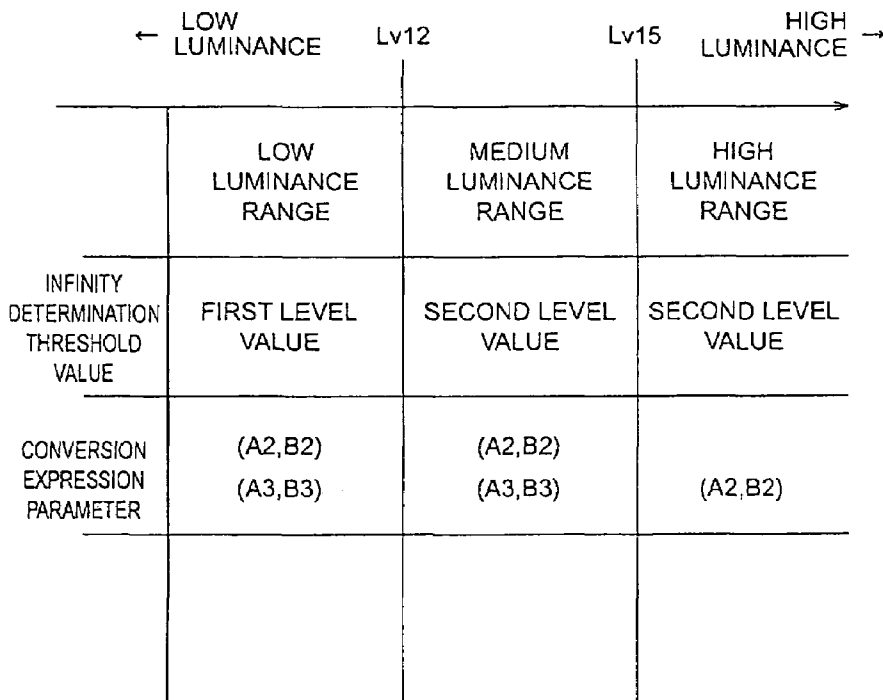 ← LOW LUMINANCE
Lv12
Lv15
HIGH LUMINANCE →
LOW
LUMINANCE
RANGE
MEDIUM
LUMINANCE
RANGE
HIGH
LUMINANCE
RANGE
INFINITY
DETERMINATION
THRESHOLD
VALUE
FIRST LEVEL
VALUE
SECOND LEVEL
VALUE
SECOND LEVEL
VALUE
CONVERSION
EXPRESSION
PARAMETER
(A2,B2)
(A3,B3)
(A2,B2)
(A3,B3)
(A2,B2)